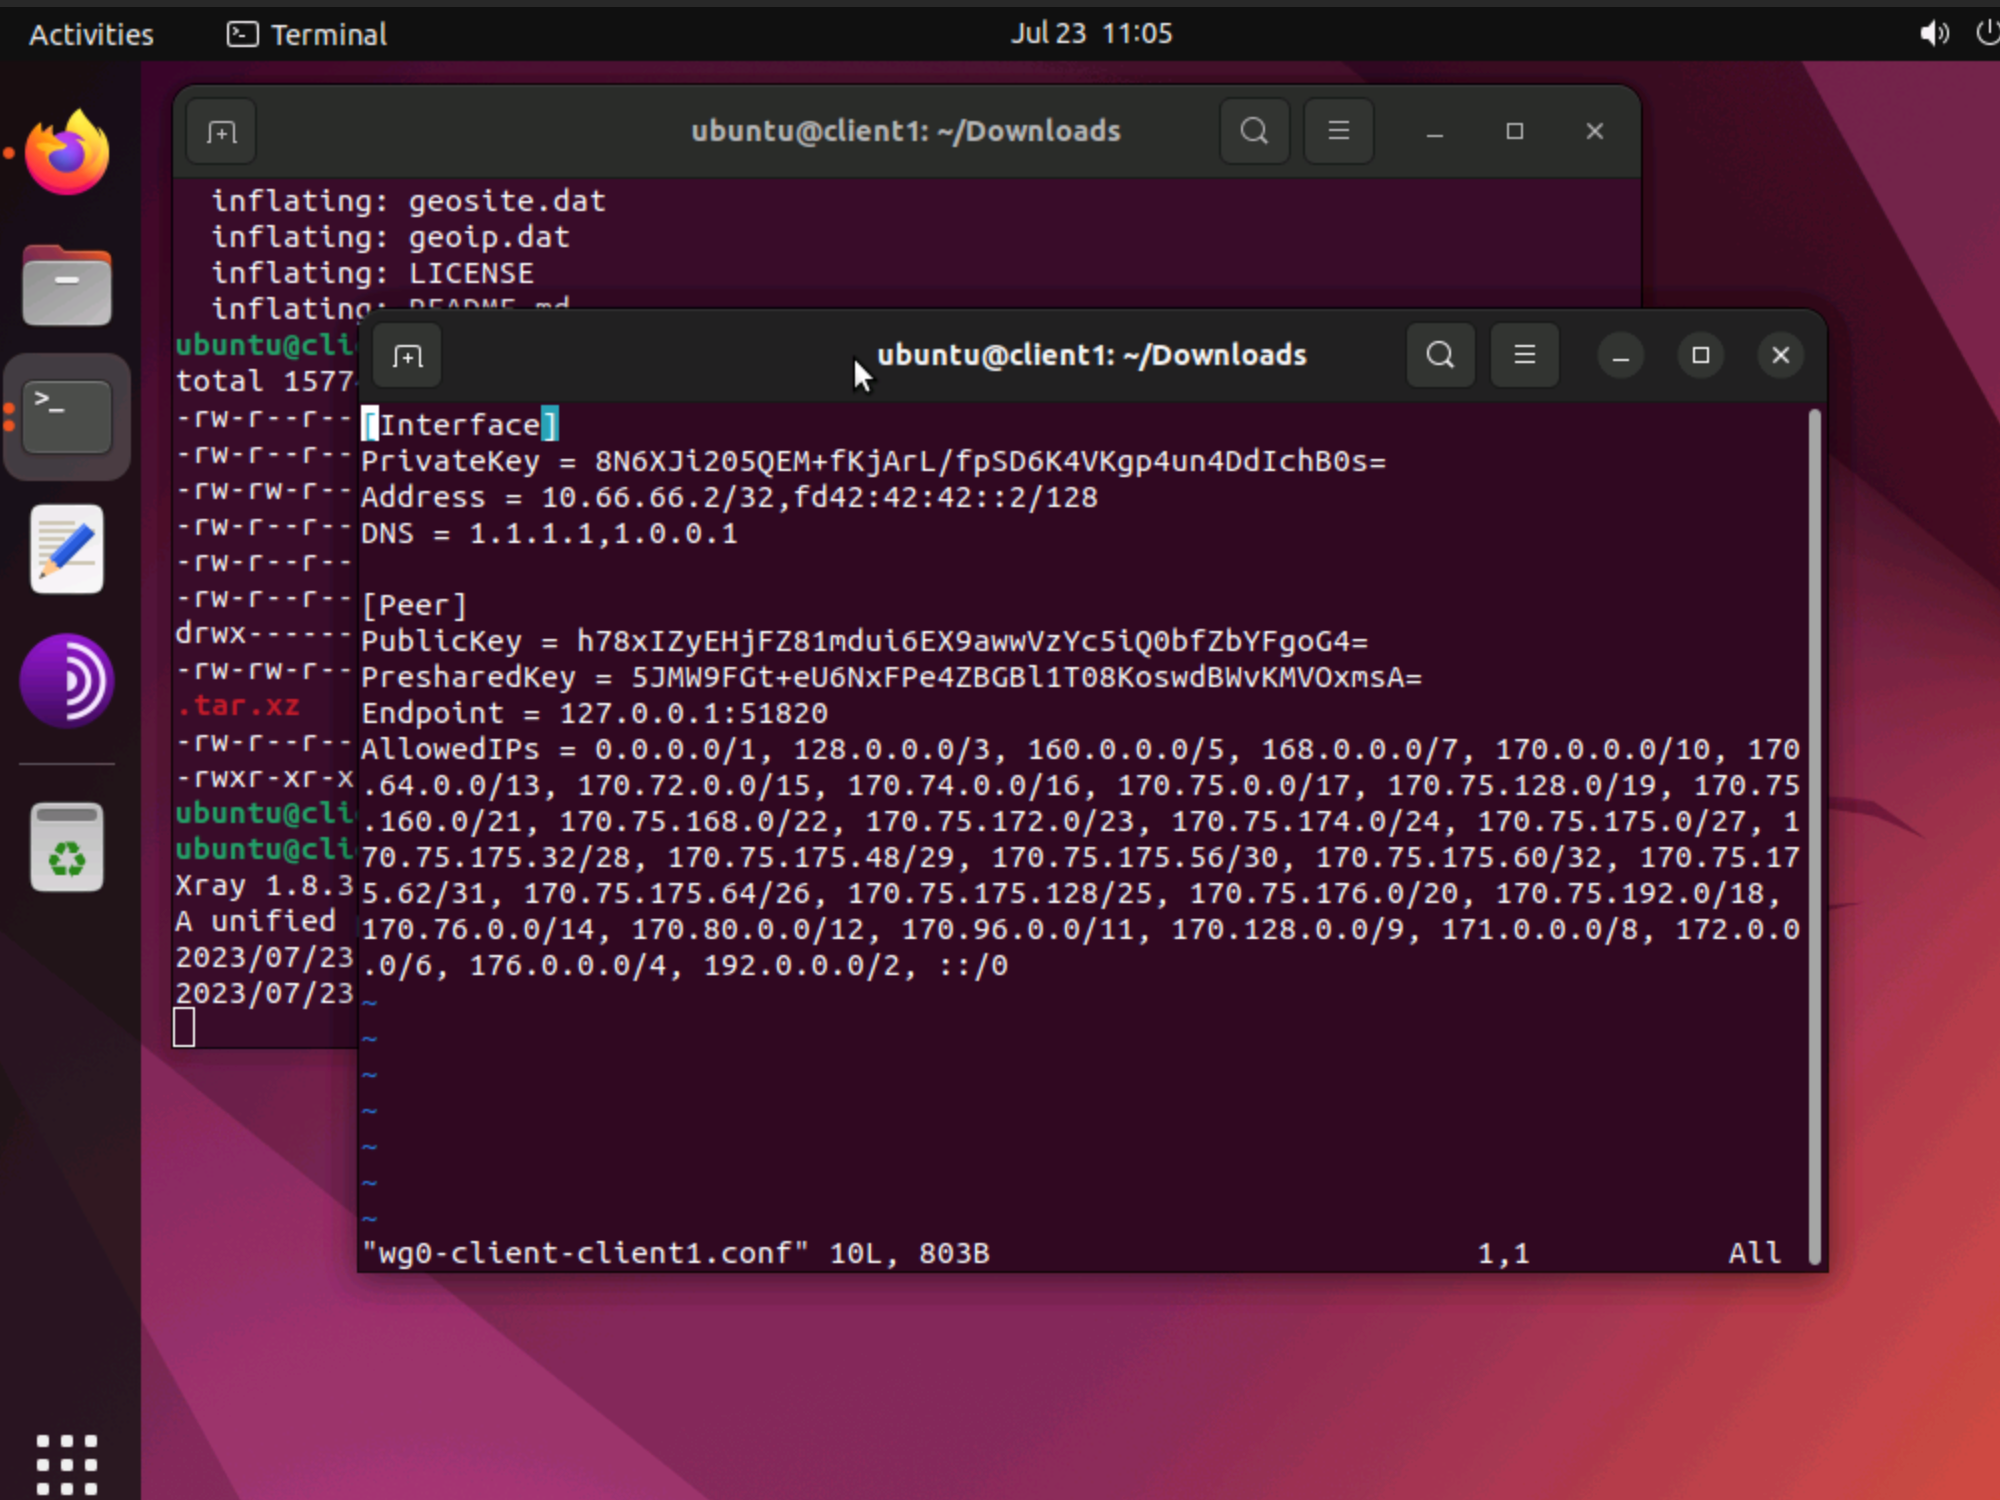 Activities
Terminal
Jul 23 11:05
ubuntu@client1: ~/Downloads
inflating: geosite.dat
inflating: geoip.dat
inflating: LICENSE
inflating: README.md
ubuntu@cli
total 1577
-rw-r--r--
-rw-r--r--
-rw-rw-r--
-rw-r--r--
-rw-r--r--
-rw-r--r--
drwx------
-rw-rw-r--
.tar.xz
-rw-r--r--
-rwxr-xr-x
ubuntu@cli
ubuntu@cli
Xray 1.8.3
A unified
2023/07/23
2023/07/23
ubuntu@client1: ~/Downloads
[Interface]
PrivateKey = 8N6XJi205QEM+fKjArL/fpSD6K4VKgp4un4DdIchB0s=
Address = 10.66.66.2/32,fd42:42:42::2/128
DNS = 1.1.1.1,1.0.0.1
[Peer]
PublicKey = h78xIZyEHjFZ81mdui6EX9awwVzYc5iQ0bfZbYFgoG4=
PresharedKey = 5JMW9FGt+eU6NxFPe4ZBGBl1T08KoswdBWvKMVOxmsA=
Endpoint = 127.0.0.1:51820
AllowedIPs = 0.0.0.0/1, 128.0.0.0/3, 160.0.0.0/5, 168.0.0.0/7, 170.0.0.0/10, 170
.64.0.0/13, 170.72.0.0/15, 170.74.0.0/16, 170.75.0.0/17, 170.75.128.0/19, 170.75
.160.0/21, 170.75.168.0/22, 170.75.172.0/23, 170.75.174.0/24, 170.75.175.0/27, 1
70.75.175.32/28, 170.75.175.48/29, 170.75.175.56/30, 170.75.175.60/32, 170.75.17
5.62/31, 170.75.175.64/26, 170.75.175.128/25, 170.75.176.0/20, 170.75.192.0/18,
170.76.0.0/14, 170.80.0.0/12, 170.96.0.0/11, 170.128.0.0/9, 171.0.0.0/8, 172.0.0
.0/6, 176.0.0.0/4, 192.0.0.0/2, ::/0
~
~
~
~
~
~
~
"wg0-client-client1.conf" 10L, 803B 1,1 All